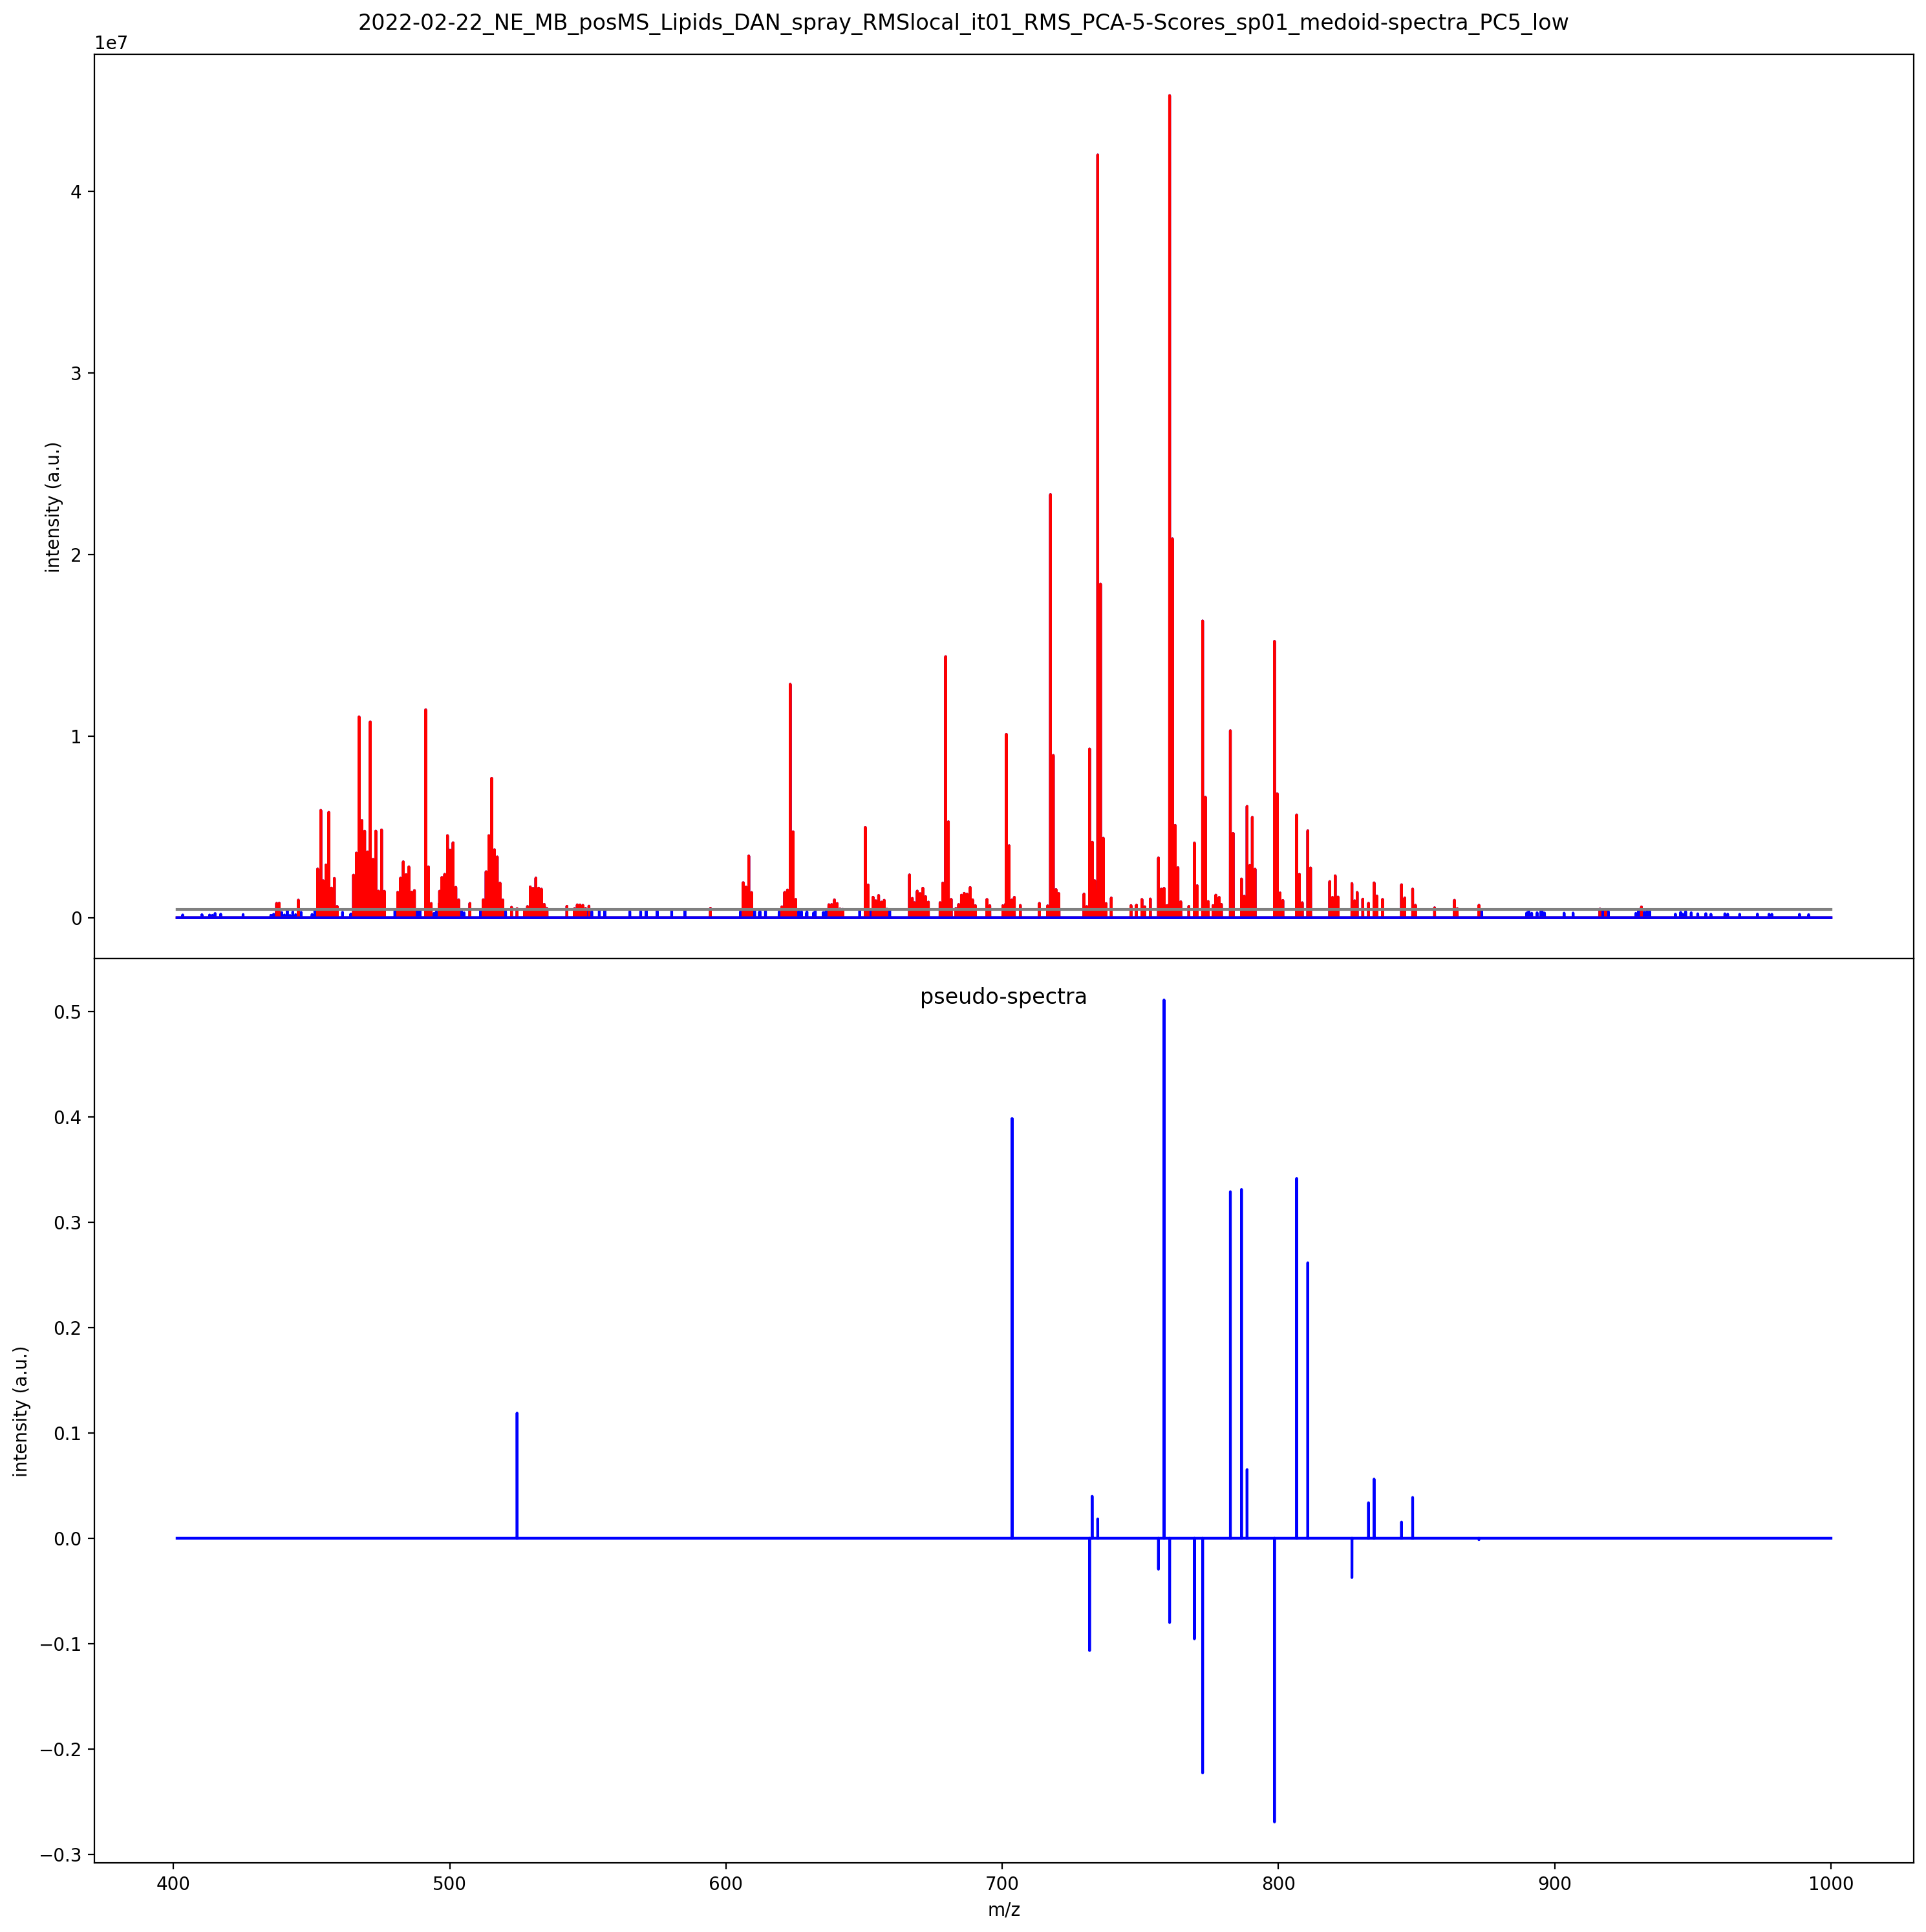 2022-02-22_NE_MB_posMS_Lipids_DAN_spray_RMSlocal_it01_RMS_PCA-5-Scores_sp01_medoid-spectra_PC5_low
1e7
4
3
2
1
0
intensity (a.u.)
pseudo-spectra
0.5
0.4
0.3
0.2
0.1
0.0
−0.1
−0.2
−0.3
intensity (a.u.)
400 500 600 700 800 900 1000
m/z